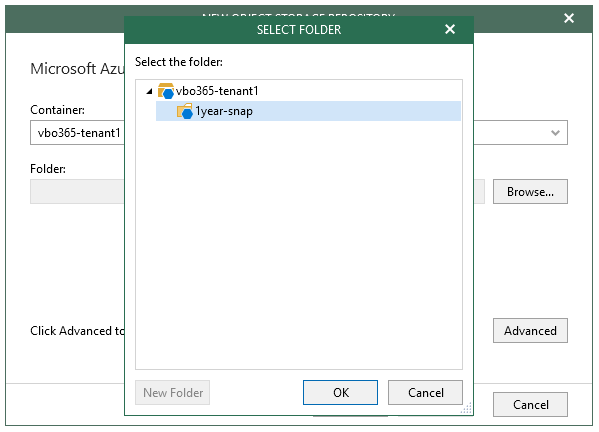 SELECT FOLDER
Select the folder:
vbo365-tenant1
1year-snap
New Folder
OK
Cancel
NEW OBJECT STORAGE REPOSITORY
Microsoft Azu
Container:
vbo365-tenant1
Folder:
Browse...
Click Advanced to
Advanced
Cancel